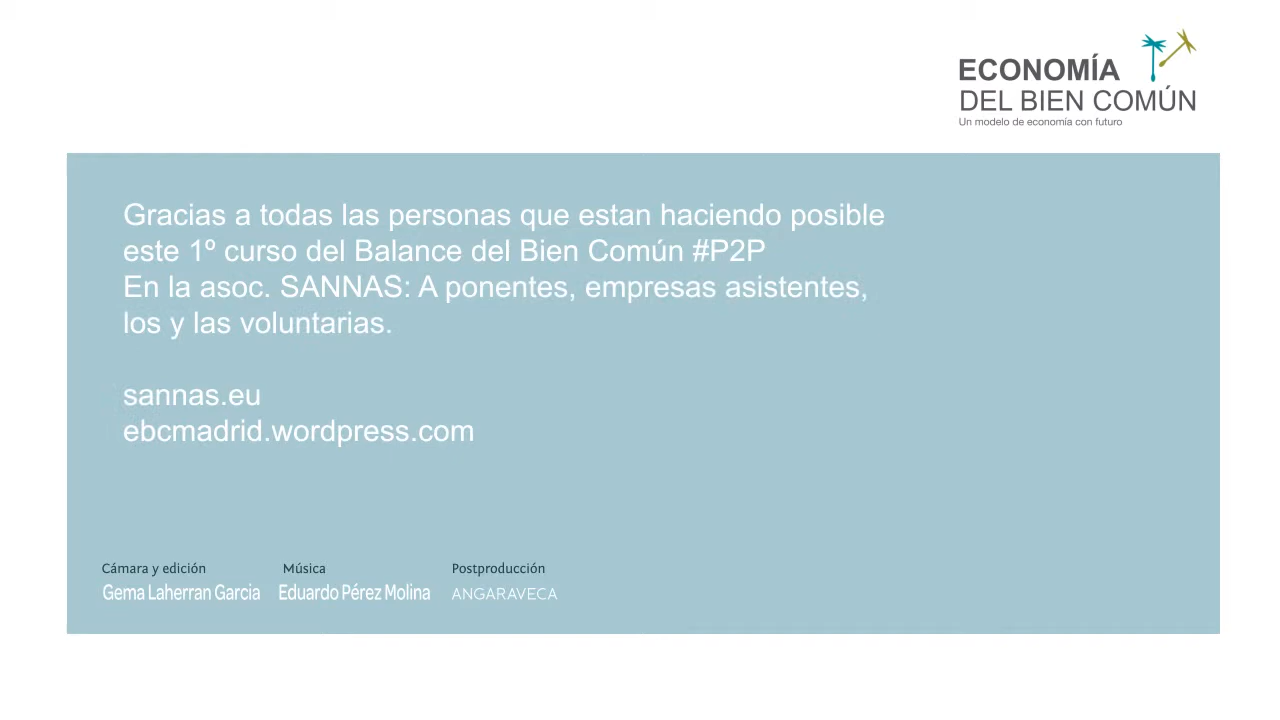 ECONOMÍA
DEL BIEN COMÚN
Un modelo de economía con futuro
Gracias a todas las personas que estan haciendo posible
este 1º curso del Balance del Bien Común #P2P
En la asoc. SANNAS: A ponentes, empresas asistentes,
los y las voluntarias.
sannas.eu
ebcmadrid.wordpress.com
Cámara y edición
Gema Laherran Garcia
Música
Eduardo Pérez Molina
Postproducción
ANGARAVECA